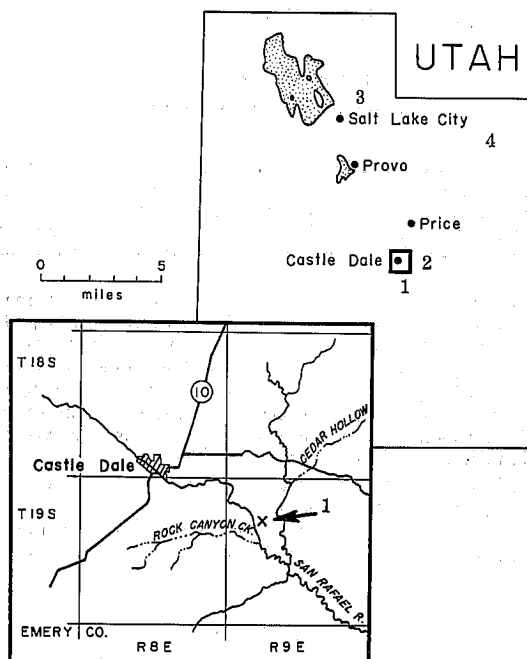 UTAH
3
Salt Lake City
4
Provo
Price
Castle Dale
2
1
0 5
miles
T18S
10
CEDAR HOLLOW
Castle Dale
T19S
1
ROCK CANYON CK.
SAN RAFAEL R.
EMERY CO.
R8E R9E